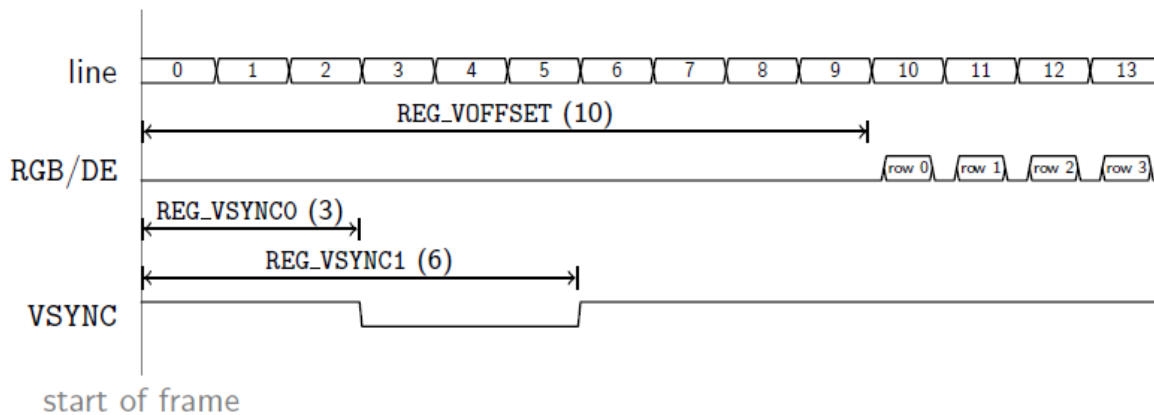 line 0 1 2 3 4 5 6 7 8 9 10 11 12 13
REG_VOFFSET (10)
RGB/DE row 0 row 1 row 2 row 3
REG_VSYNC0 (3)
REG_VSYNC1 (6)
VSYNC
start of frame